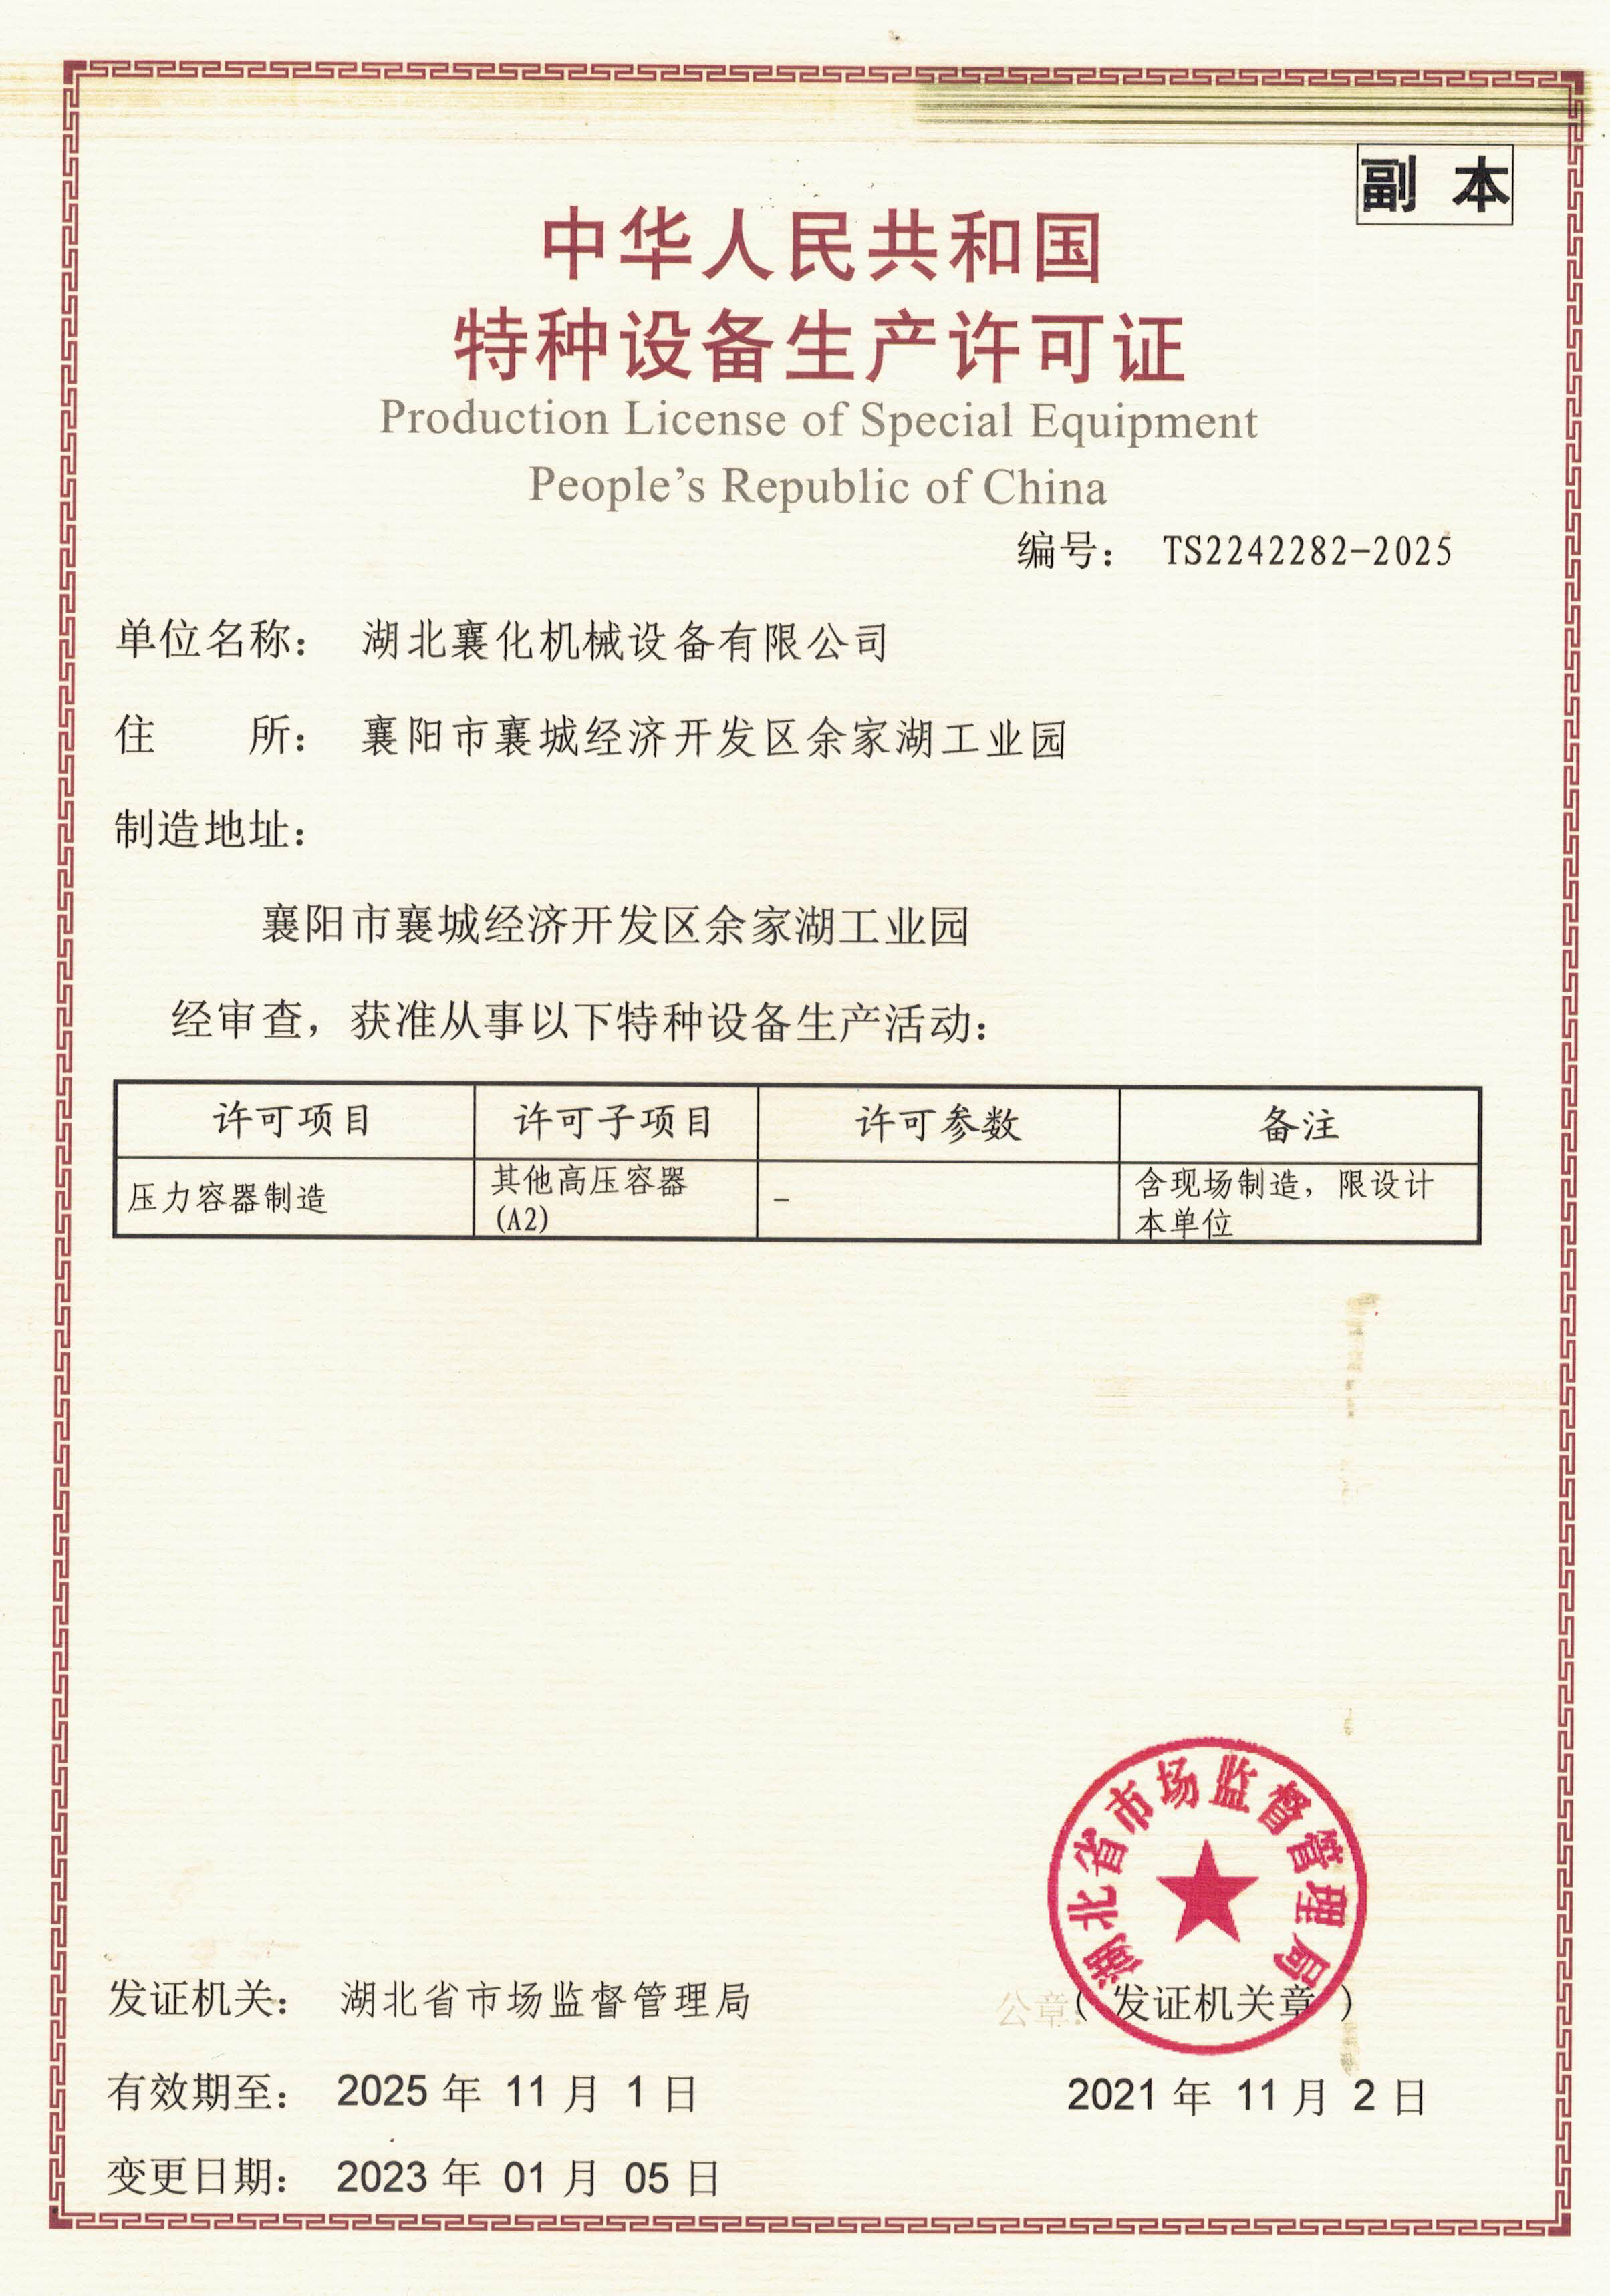 副 本
中华人民共和国
特种设备生产许可证
Production License of Special Equipment
People's Republic of China
编号： TS2242282-2025
单位名称： 湖北襄化机械设备有限公司
住 所： 襄阳市襄城经济开发区余家湖工业园
制造地址：
襄阳市襄城经济开发区余家湖工业园
经审查，获准从事以下特种设备生产活动：
许可项目 许可子项目 许可参数 备注
压力容器制造 其他高压容器 - 含现场制造，限设计
(A2) 本单位
湖北省市场监督管理局
发证机关： 湖北省市场监督管理局 公章：（ 发证机关章 ）
有效期至： 2025 年 11 月 1 日 2021 年 11 月 2 日
变更日期： 2023 年 01 月 05 日